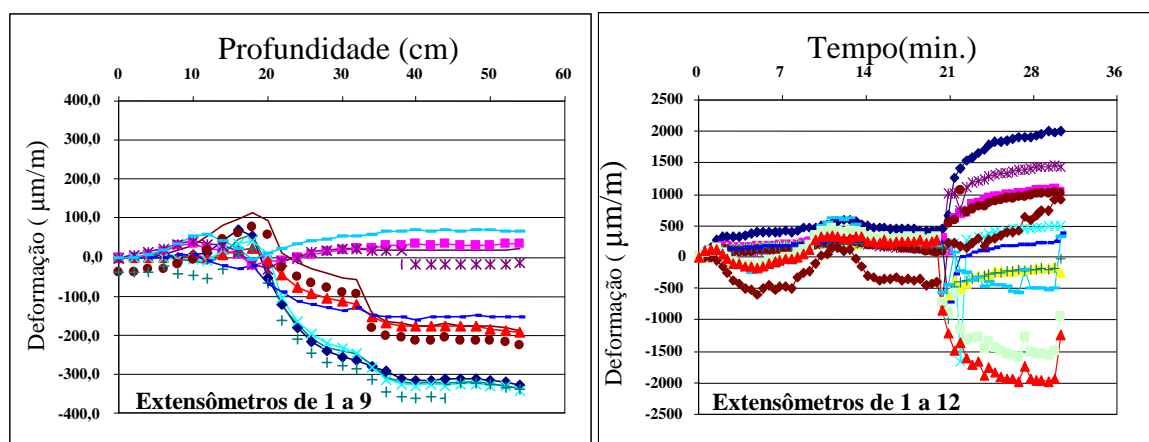 Profundidade (cm)
0 10 20 30 40 50 60
400,0
300,0
200,0
100,0
0,0
-100,0
-200,0
-300,0
-400,0
Deformação ( μm/m)
Extensômetros de 1 a 9
Tempo(min.)
0 7 14 21 28 36
2500
2000
1500
1000
500
0
-500
-1000
-1500
-2000
-2500
Deformação ( μm/m)
Extensômetros de 1 a 12